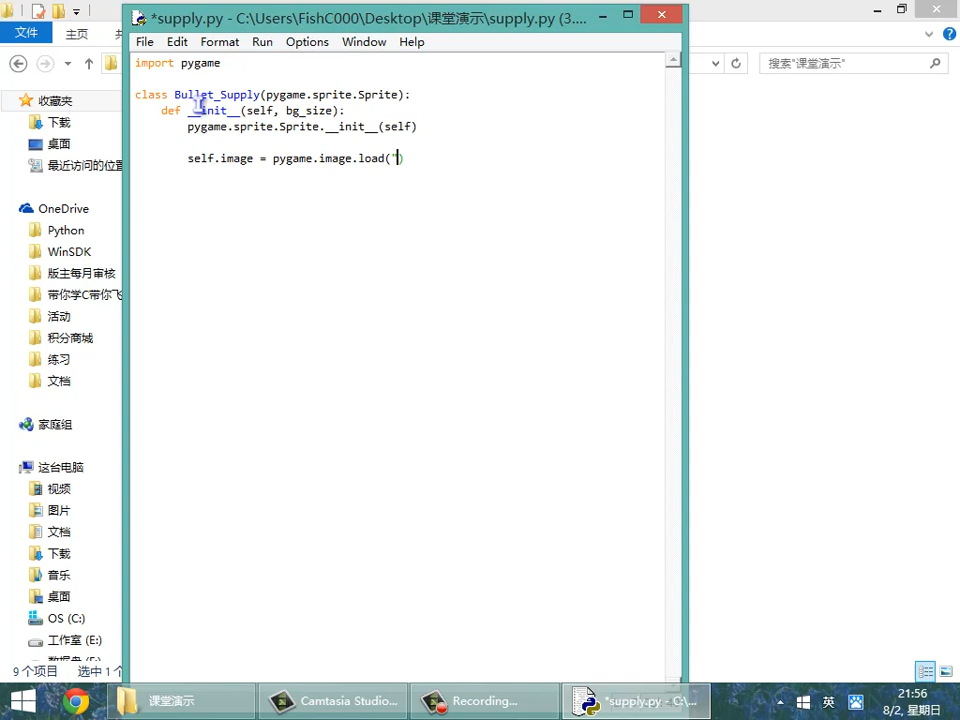 *supply.py - C:\Users\FishC000\Desktop\课堂演示\supply.py (3....
文件
主页
File Edit Format Run Options Window Help
搜索"课堂演示"
import pygame
class Bullet_Supply(pygame.sprite.Sprite):
def __init__(self, bg_size):
pygame.sprite.Sprite.__init__(self)
self.image = pygame.image.load(")
收藏夹
下载
桌面
最近访问的位置
OneDrive
Python
WinSDK
版主每月审核
带你学C带你飞
活动
积分商城
练习
文档
家庭组
这台电脑
视频
图片
文档
下载
音乐
桌面
OS (C:)
工作室 (E:)
9 个项目 选中 1 个
课堂演示
Camtasia Studio...
Recording...
*supply.py - C:\...
英
21:56
8/2, 星期日